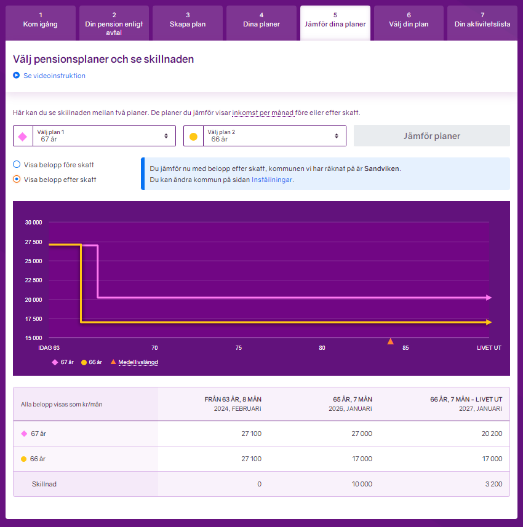 1
Kom igång
2
Din pension enligt
avtal
3
Skapa plan
4
Dina planer
5
Jämför dina planer
6
Välj din plan
7
Din aktivitetslista
Välj pensionsplaner och se skillnaden
Se videoinstruktion
Här kan du se skillnaden mellan två planer. De planer du jämför visar inkomst per månad före eller efter skatt.
Välj plan 1
67 år
Välj plan 2
66 år
Jämför planer
Visa belopp före skatt
Visa belopp efter skatt
Du jämför nu med belopp efter skatt, kommunen vi har räknat på är Sandviken.
Du kan ändra kommun på sidan Inställningar.
30 000
27 500
25 000
22 500
20 000
17 500
15 000
IDAG 63
70
75
80
85
LIVET UT
67 år
66 år
Medellivslängd
Alla belopp visas som kr/mån
FRÅN 63 ÅR, 8 MÅN
2024, FEBRUARI
65 ÅR, 7 MÅN
2026, JANUARI
66 ÅR, 7 MÅN - LIVET UT
2027, JANUARI
67 år
27 100
27 000
20 200
66 år
27 100
17 000
17 000
Skillnad
0
10 000
3 200